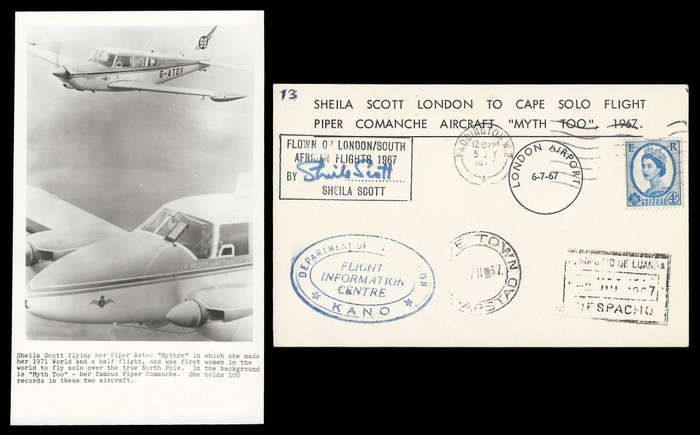 G-ATOY
Sheila Scott flying her Piper Aztec "Mythre" in which she made
her 1971 World and a half flight, and was first woman in the
world to fly solo over the true North Pole. In the background
is "Myth Too" - her famous Piper Comanche. She holds 100
records in these two aircraft.
13
SHEILA SCOTT LONDON TO CAPE SOLO FLIGHT
PIPER COMANCHE AIRCRAFT "MYTH TOO", 1967.
FLOWN ON LONDON/SOUTH
AFRICAN FLIGHTS 1967
BY Sheila Scott
SHEILA SCOTT
PADDINGTON W.2
LONDON AIRPORT
6-7-67
E R
DEPARTMENT OF
FLIGHT
INFORMATION
CENTRE
KANO
TOWN
KAAPSTAD
DE LUANDA
DESPACHO